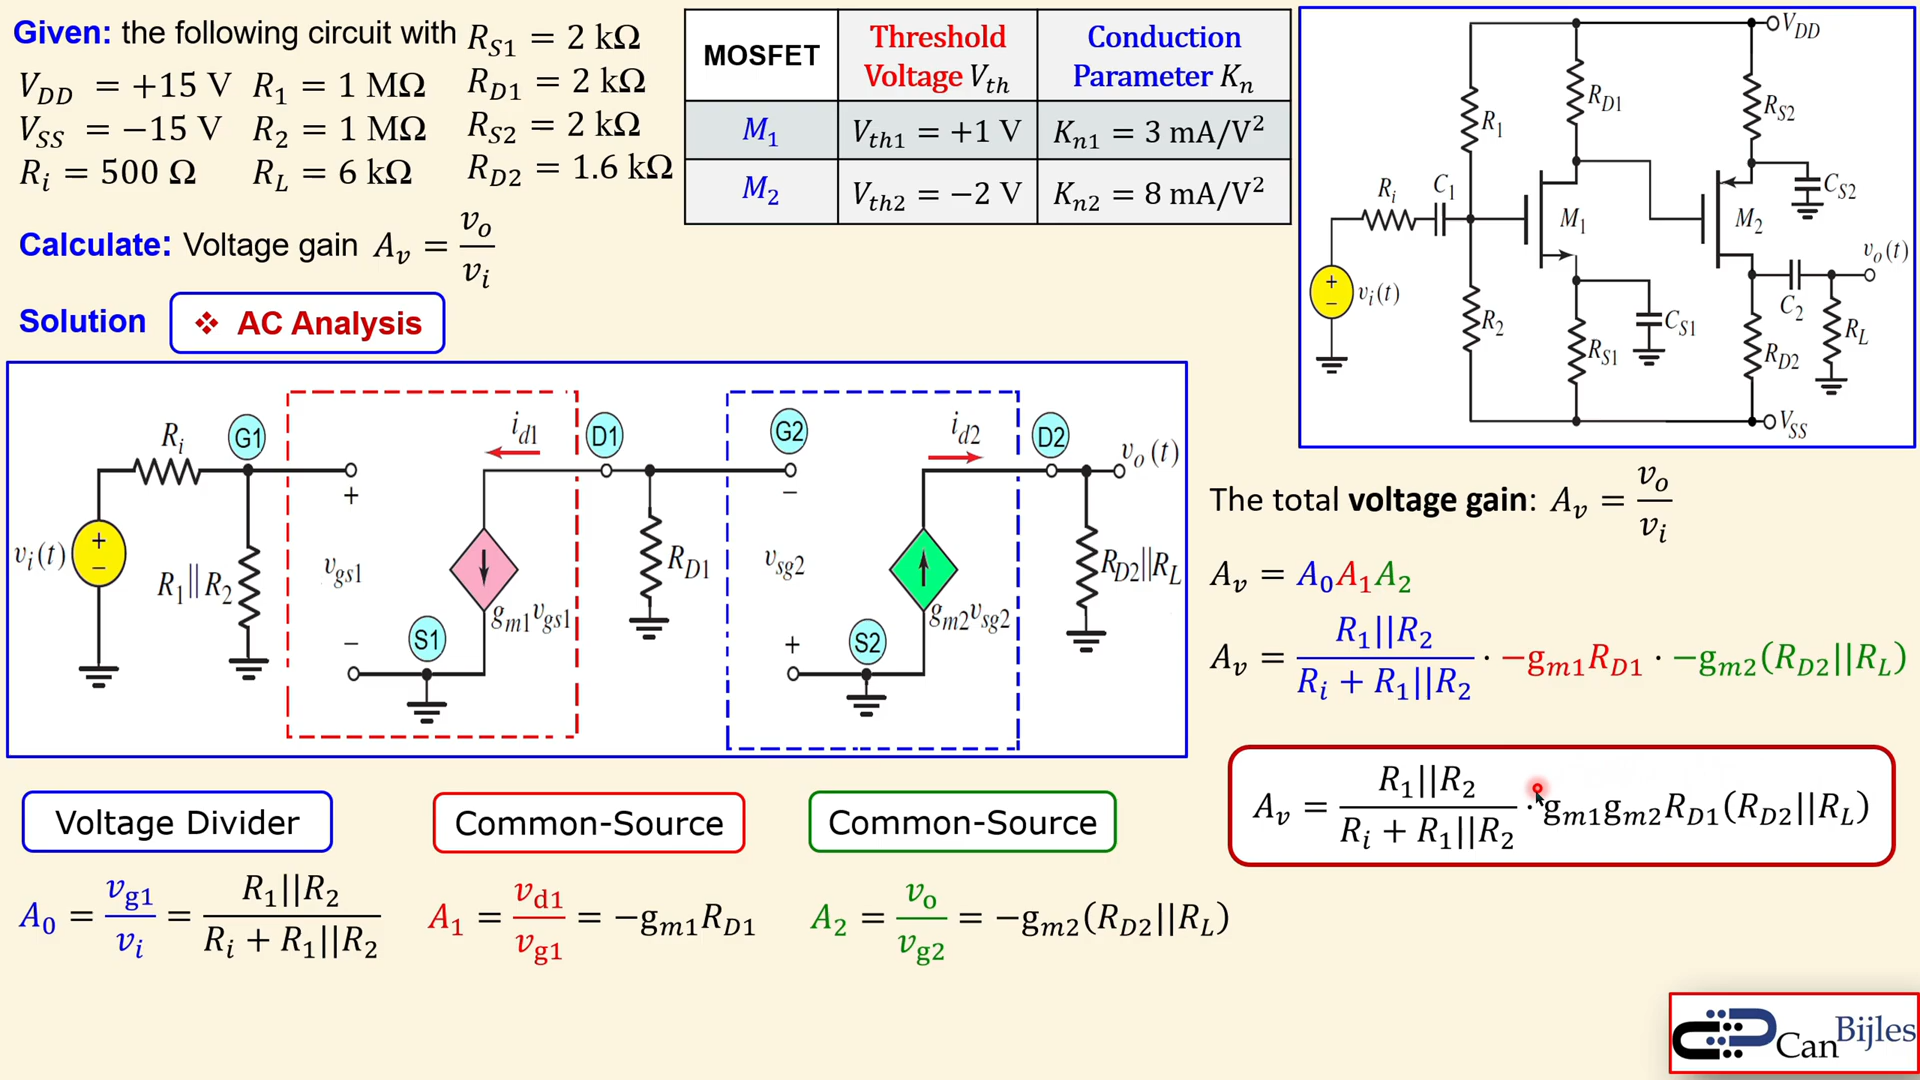 Given: the following circuit with R_S1 = 2 kΩ
V_DD = +15 V R_1 = 1 MΩ R_D1 = 2 kΩ
V_SS = −15 V R_2 = 1 MΩ R_S2 = 2 kΩ
R_i = 500 Ω R_L = 6 kΩ R_D2 = 1.6 kΩ
Calculate: Voltage gain A_v = v_o / v_i
Solution ❖ AC Analysis
MOSFET Threshold Voltage V_th Conduction Parameter K_n
M_1 V_th1 = +1 V K_n1 = 3 mA/V²
M_2 V_th2 = −2 V K_n2 = 8 mA/V²
V_DD
R_D1
R_S2
R_1
R_i C_1
C_S2
M_1
M_2
v_o(t)
+
−
v_i(t)
C_2
R_2
C_S1
R_L
R_S1
R_D2
V_SS
R_i G1
i_d1 D1
G2
i_d2 D2
v_o(t)
+
−
v_i(t)
+
−
R_1||R_2
v_gs1
g_m1v_gs1
R_D1
−
v_sg2
g_m2v_sg2
R_D2||R_L
−
S1
+
S2
The total voltage gain: A_v = v_o / v_i
A_v = A_0A_1A_2
A_v = R_1||R_2 / R_i + R_1||R_2 · −g_m1R_D1 · −g_m2(R_D2||R_L)
A_v = R_1||R_2 / R_i + R_1||R_2 · g_m1g_m2R_D1(R_D2||R_L)
Voltage Divider
Common-Source
Common-Source
A_0 = v_g1 / v_i = R_1||R_2 / R_i + R_1||R_2
A_1 = v_d1 / v_g1 = −g_m1R_D1
A_2 = v_o / v_g2 = −g_m2(R_D2||R_L)
CanBijles